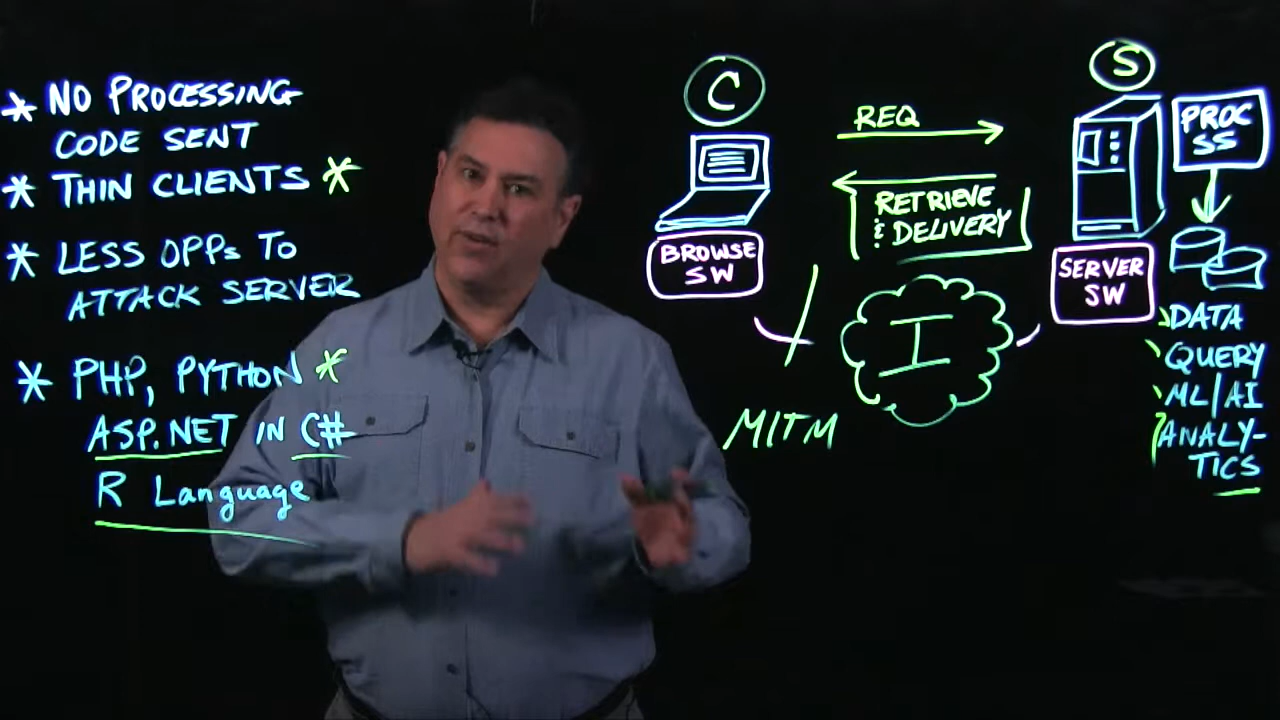 * NO PROCESSING
CODE SENT
* THIN CLIENTS *
* LESS OPPs TO
ATTACK SERVER
* PHP, PYTHON *
ASP.NET IN C#
R Language
C
REQ
RETRIEVE
& DELIVERY
BROWSE
SW
I
MITM
S
PROC
SS
SERVER
SW
DATA
QUERY
ML/AI
ANALY-
TICS